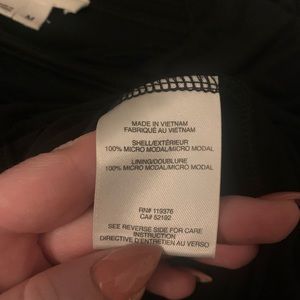 M
MADE IN VIETNAM
FABRIQUÉ AU VIETNAM
SHELL/EXTÉRIEUR
100% MICRO MODAL/MICRO MODAL
LINING/DOUBLURE
100% MICRO MODAL/MICRO MODAL
RN# 119376
CA# 52192
SEE REVERSE SIDE FOR CARE
INSTRUCTION
DIRECTIVE D'ENTRETIEN AU VERSO